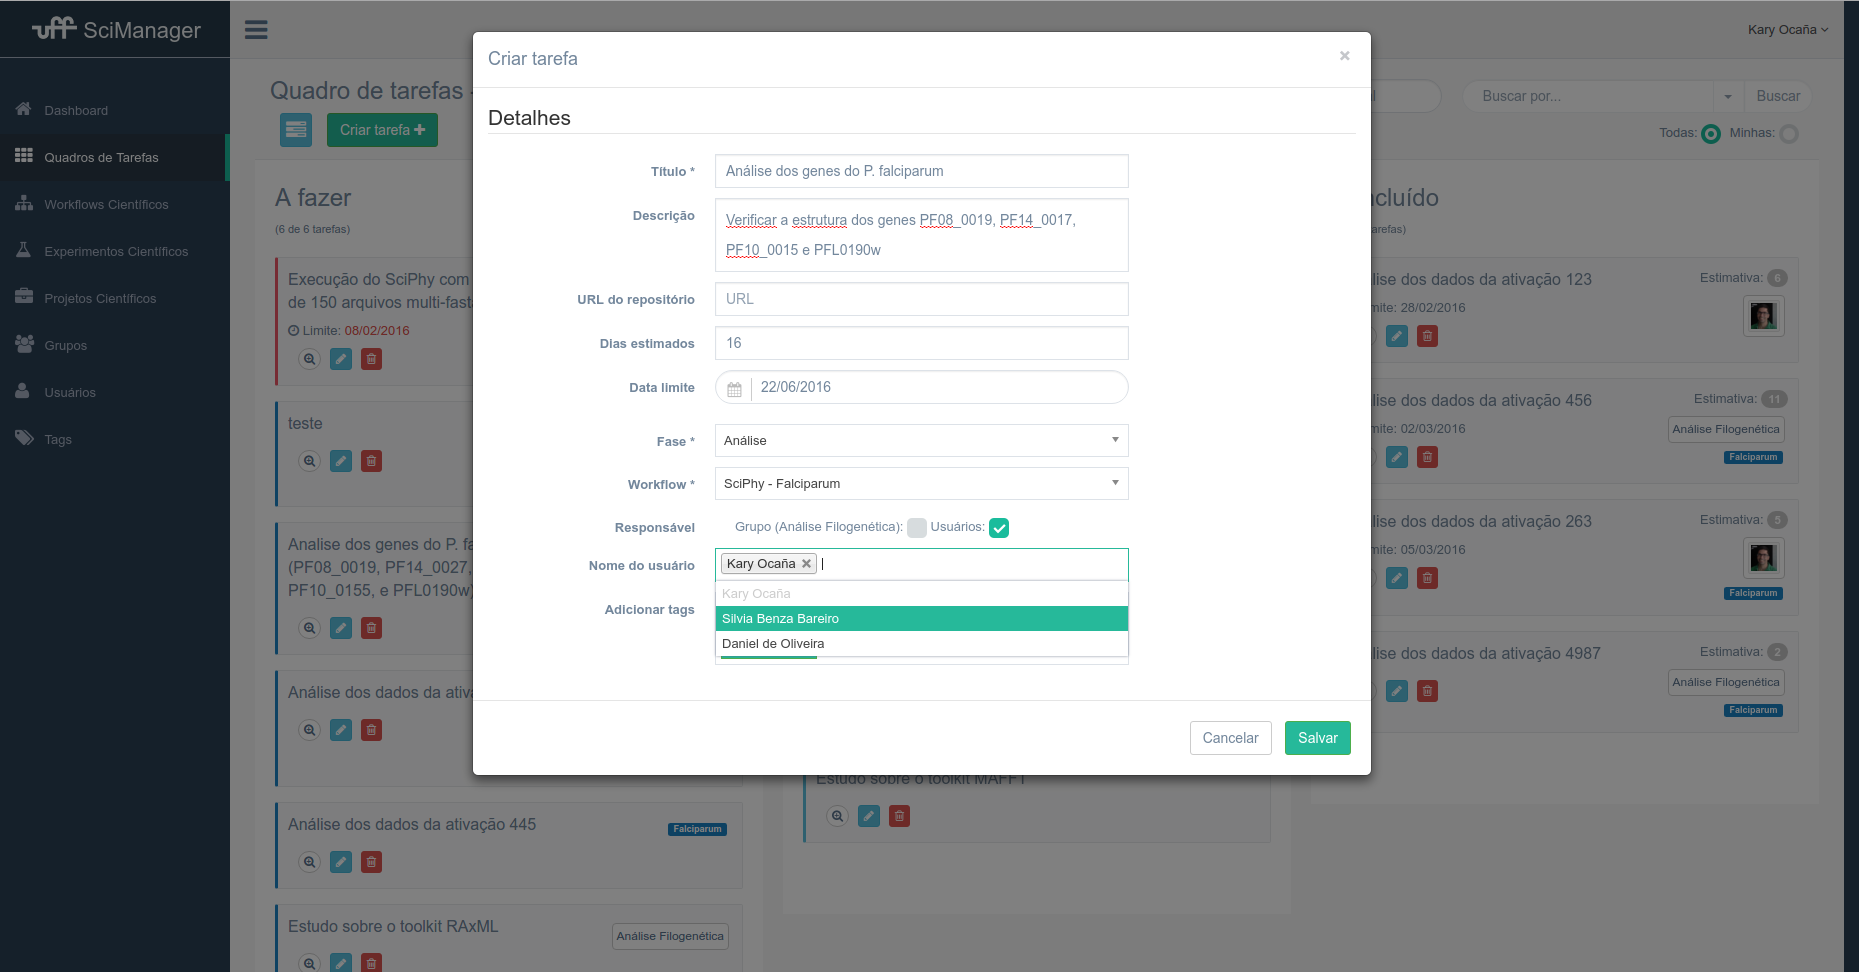 uff SciManager
Kary Ocaña
Dashboard
Quadros de Tarefas
Workflows Científicos
Experimentos Científicos
Projetos Científicos
Grupos
Usuários
Tags
Quadro de tarefas
Criar tarefa
Buscar por...
Buscar
Todas:
Minhas:
A fazer
(6 de 6 tarefas)
Execução do SciPhy com
de 150 arquivos multi-fast
Limite: 08/02/2016
teste
Analise dos genes do P. fa
(PF08_0019, PF14_0027,
PF10_0155, e PFL0190w)
Análise dos dados da ativa
Análise dos dados da ativação 445
Falciparum
Estudo sobre o toolkit RAxML
Análise Filogenética
Criar tarefa
×
Detalhes
Título *
Análise dos genes do P. falciparum
Descrição
Verificar a estrutura dos genes PF08_0019, PF14_0017,
PF10_0015 e PFL0190w
URL do repositório
URL
Dias estimados
16
Data limite
22/06/2016
Fase *
Análise
Workflow *
SciPhy - Falciparum
Responsável
Grupo (Análise Filogenética):
Usuários:
Nome do usuário
Kary Ocaña
Kary Ocaña
Silvia Benza Bareiro
Daniel de Oliveira
Adicionar tags
Cancelar
Salvar
Estudo sobre o toolkit MAFFT
ncluído
arefas)
lise dos dados da ativação 123
Estimativa: 6
mite: 28/02/2016
lise dos dados da ativação 456
Estimativa: 11
mite: 02/03/2016
Análise Filogenética
Falciparum
lise dos dados da ativação 263
Estimativa: 5
mite: 05/03/2016
Falciparum
lise dos dados da ativação 4987
Estimativa: 2
Análise Filogenética
Falciparum